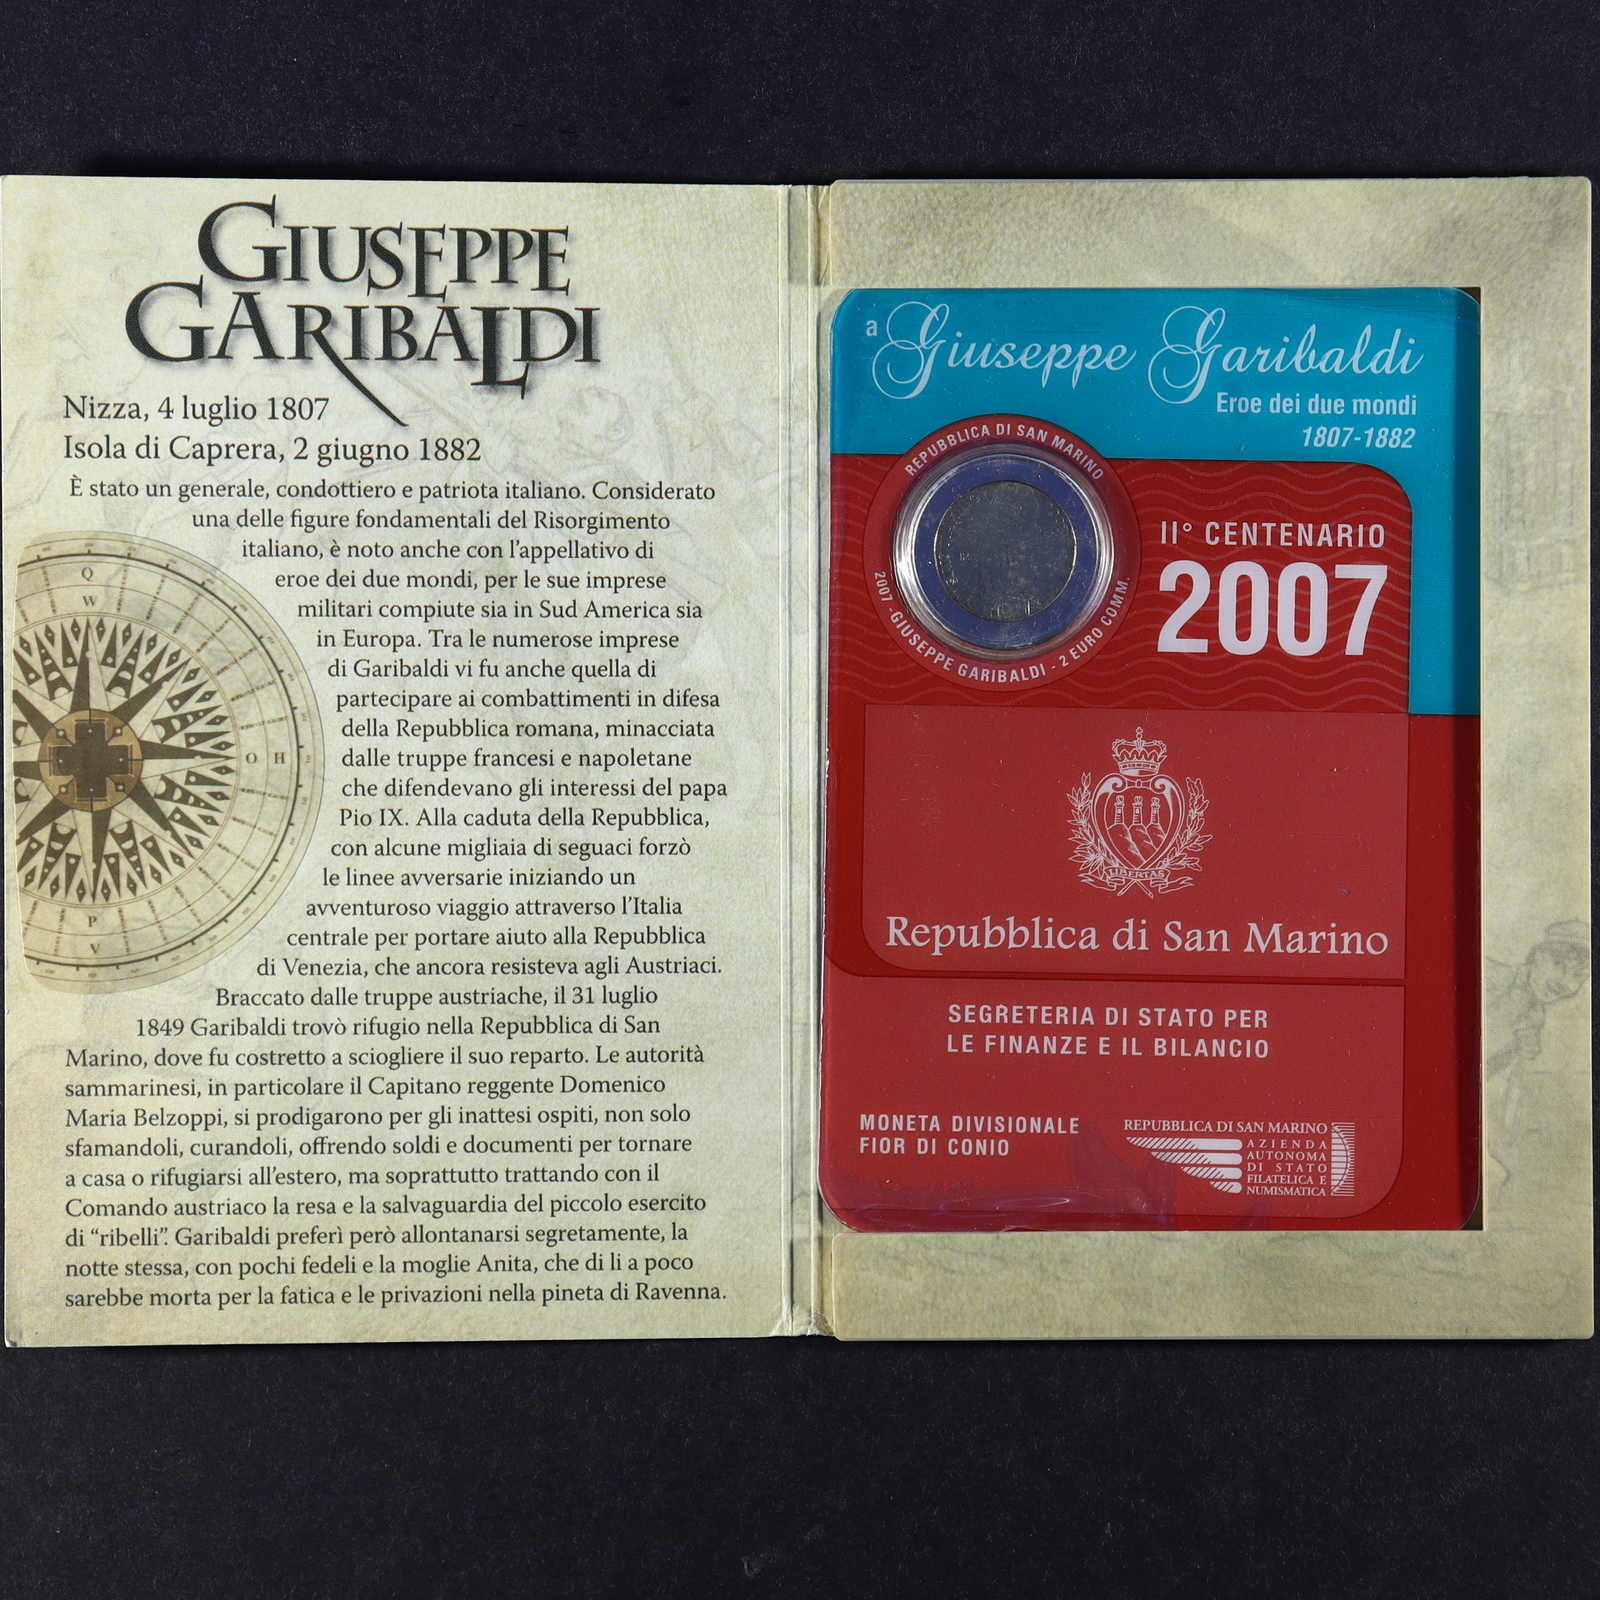 GIUSEPPE
GARIBALDI
Nizza, 4 luglio 1807
Isola di Caprera, 2 giugno 1882
È stato un generale, condottiero e patriota italiano. Considerato
una delle figure fondamentali del Risorgimento
italiano, è noto anche con l'appellativo di
eroe dei due mondi, per le sue imprese
militari compiute sia in Sud America sia
in Europa. Tra le numerose imprese
di Garibaldi vi fu anche quella di
partecipare ai combattimenti in difesa
della Repubblica romana, minacciata
dalle truppe francesi e napoletane
che difendevano gli interessi del papa
Pio IX. Alla caduta della Repubblica,
con alcune migliaia di seguaci forzò
le linee avversarie iniziando un
avventuroso viaggio attraverso l'Italia
centrale per portare aiuto alla Repubblica
di Venezia, che ancora resisteva agli Austriaci.
Braccato dalle truppe austriache, il 31 luglio
1849 Garibaldi trovò rifugio nella Repubblica di San
Marino, dove fu costretto a sciogliere il suo reparto. Le autorità
sammarinesi, in particolare il Capitano reggente Domenico
Maria Belzoppi, si prodigarono per gli inattesi ospiti, non solo
sfamandoli, curandoli, offrendo soldi e documenti per tornare
a casa o rifugiarsi all'estero, ma soprattutto trattando con il
Comando austriaco la resa e la salvaguardia del piccolo esercito
di "ribelli". Garibaldi preferì però allontanarsi segretamente, la
notte stessa, con pochi fedeli e la moglie Anita, che di li a poco
sarebbe morta per la fatica e le privazioni nella pineta di Ravenna.
Q
W
O H
P
V
a Giuseppe Garibaldi
Eroe dei due mondi
1807-1882
REPUBBLICA DI SAN MARINO
2007 - GIUSEPPE GARIBALDI - 2 EURO COMM.
II° CENTENARIO
2007
LIBERTAS
Repubblica di San Marino
SEGRETERIA DI STATO PER
LE FINANZE E IL BILANCIO
MONETA DIVISIONALE
FIOR DI CONIO
REPUBBLICA DI SAN MARINO
AZIENDA
AUTONOMA
DI STATO
FILATELICA E
NUMISMATICA